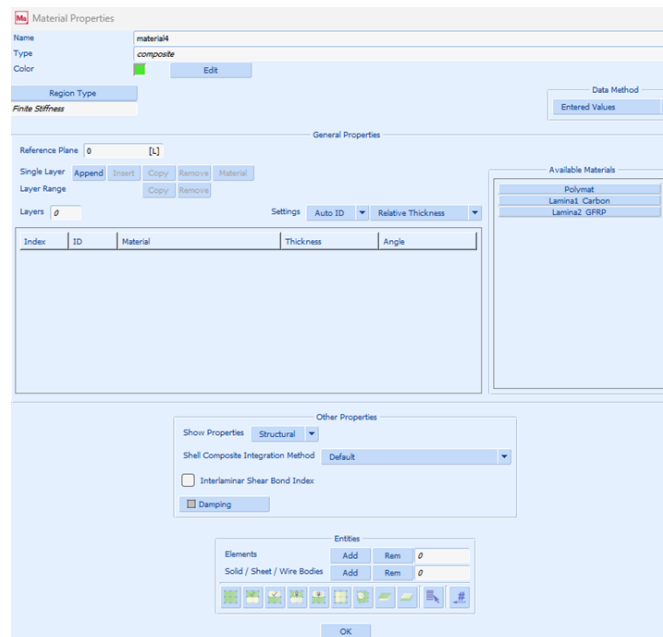 Ma Material Properties
Name material4
Type composite
Color Edit
Region Type Data Method
Finite Stiffness Entered Values
General Properties
Reference Plane 0 [L]
Single Layer Append Insert Copy Remove Material Available Materials
Layer Range Copy Remove Polymat
Lamina1_Carbon
Layers 0 Settings Auto ID Relative Thickness Lamina2_GFRP
Index ID Material Thickness Angle
Other Properties
Show Properties Structural
Shell Composite Integration Method Default
Interlaminar Shear Bond Index
Damping
Entities
Elements Add Rem 0
Solid / Sheet / Wire Bodies Add Rem 0
#
OK